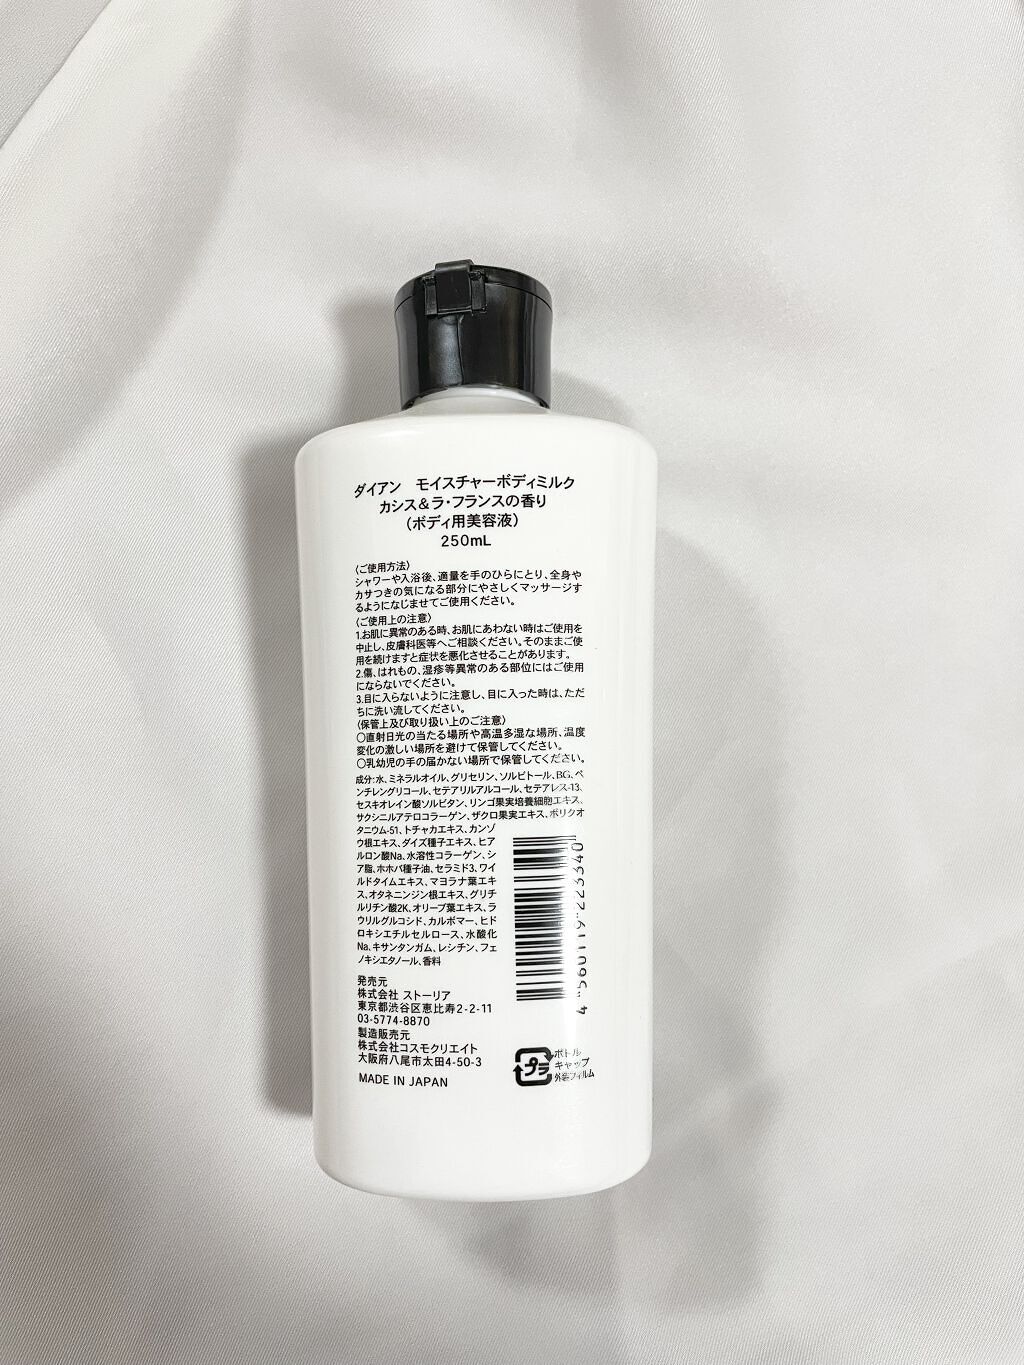 ダイアン モイスチャーボディミルク
カシス&ラ・フランスの香り
(ボディ用美容液)
250mL
〈ご使用方法〉
シャワーや入浴後、適量を手のひらにとり、全身や
カサつきの気になる部分にやさしくマッサージす
るようになじませてご使用ください。
〈ご使用上の注意〉
1.お肌に異常のある時、お肌にあわない時はご使用を
中止し、皮膚科医等へご相談ください。そのままご使
用を続けますと症状を悪化させることがあります。
2.傷、はれもの、湿疹等異常のある部位にはご使用
にならないでください。
3.目に入らないように注意し、目に入った時は、ただ
ちに洗い流してください。
〈保管上及び取り扱い上のご注意〉
○直射日光の当たる場所や高温多湿な場所、温度
変化の激しい場所を避けて保管してください。
○乳幼児の手の届かない場所で保管してください。
成分:水、ミネラルオイル、グリセリン、ソルビトール、BG、ペ
ンチレングリコール、セテアリルアルコール、セテアレス-13、
セスキオレイン酸ソルビタン、リンゴ果実培養細胞エキス、
サクシニルアテロコラーゲン、ザクロ果実エキス、ポリクオ
タニウム-51、トチャカエキス、カンゾ
ウ根エキス、ダイズ種子エキス、ヒア
ルロン酸Na、水溶性コラーゲン、シ
ア脂、ホホバ種子油、セラミド3、ワイ
ルドタイムエキス、マヨラナ葉エキ
ス、オタネニンジン根エキス、グリチ
ルリチン酸2K、オリーブ葉エキス、ラ
ウリルグルコシド、カルボマー、ヒド
ロキシエチルセルロース、水酸化
Na、キサンタンガム、レシチン、フェ
ノキシエタノール、香料
4 560119 223340
発売元
株式会社 ストーリア
東京都渋谷区恵比寿2-2-11
03-5774-8870
製造販売元
株式会社コスモクリエイト
大阪府八尾市太田4-50-3
MADE IN JAPAN
プラ
ボトル
キャップ
外装フィルム